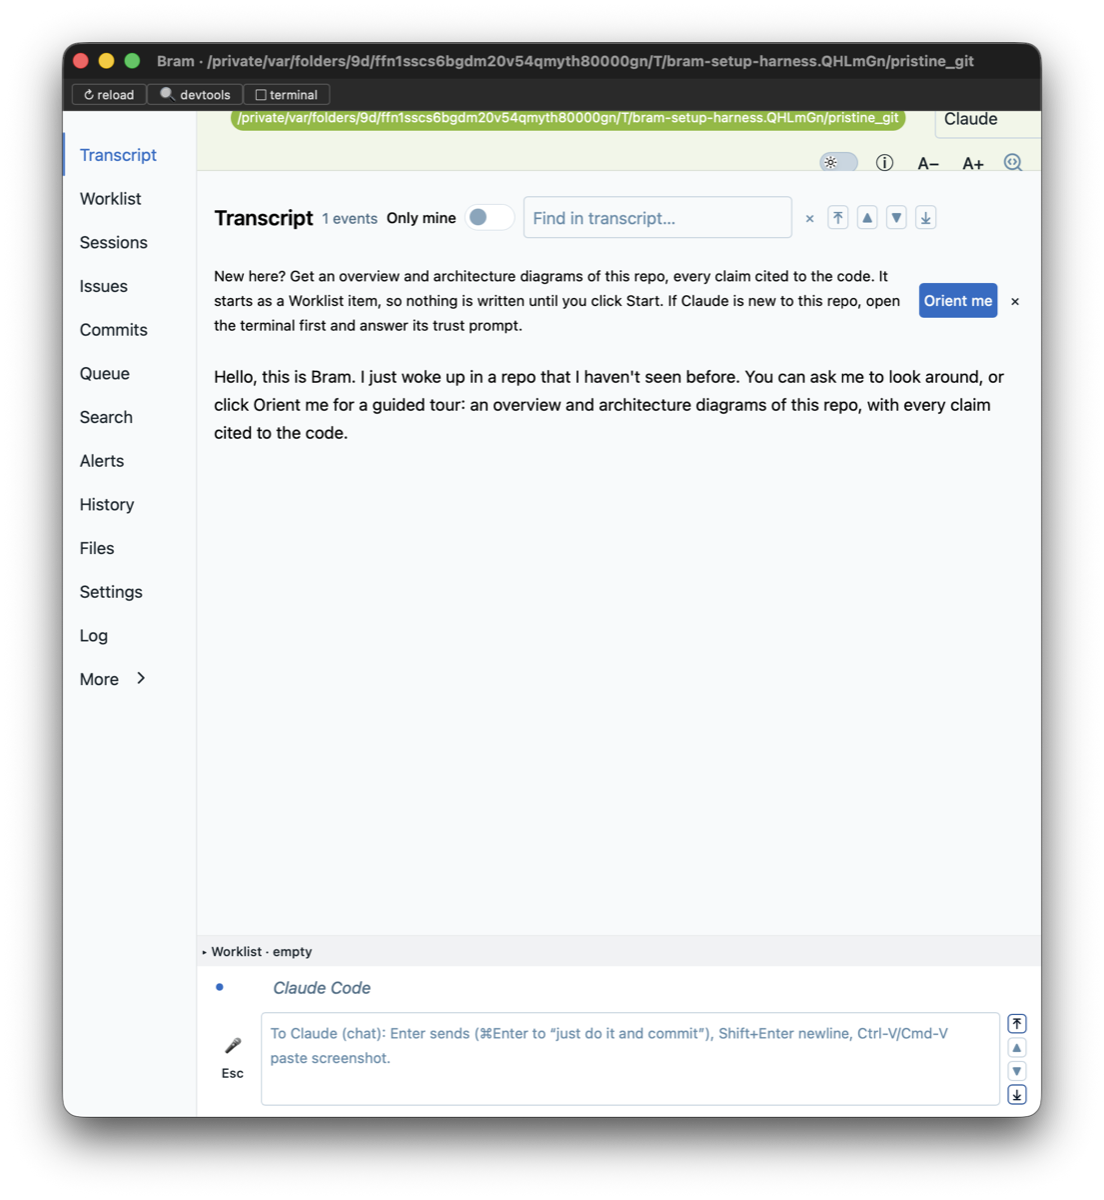 Bram · /private/var/folders/9d/ffn1sscs6bgdm20v54qmyth80000gn/T/bram-setup-harness.QHLmGn/pristine_git
reload
devtools
terminal
/private/var/folders/9d/ffn1sscs6bgdm20v54qmyth80000gn/T/bram-setup-harness.QHLmGn/pristine_git
Claude
A− A+
Transcript
Worklist
Sessions
Issues
Commits
Queue
Search
Alerts
History
Files
Settings
Log
More
Transcript 1 events Only mine Find in transcript...
New here? Get an overview and architecture diagrams of this repo, every claim cited to the code. It
starts as a Worklist item, so nothing is written until you click Start. If Claude is new to this repo, open
the terminal first and answer its trust prompt.
Orient me
Hello, this is Bram. I just woke up in a repo that I haven't seen before. You can ask me to look around, or
click Orient me for a guided tour: an overview and architecture diagrams of this repo, with every claim
cited to the code.
Worklist · empty
Claude Code
To Claude (chat): Enter sends (⌘Enter to “just do it and commit”), Shift+Enter newline, Ctrl-V/Cmd-V
paste screenshot.
Esc